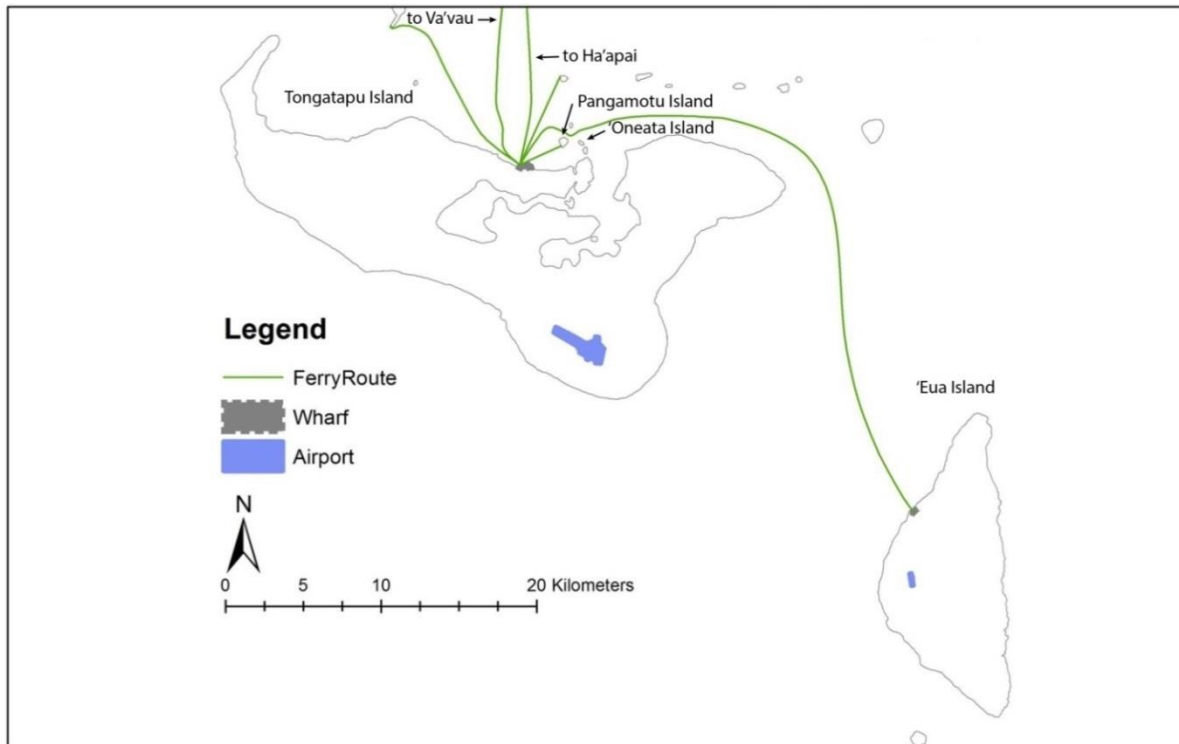 to Va'vau
to Ha'apai
Tongatapu Island
Pangamotu Island
'Oneata Island
Legend
FerryRoute
Wharf
Airport
'Eua Island
N
0 5 10 20 Kilometers